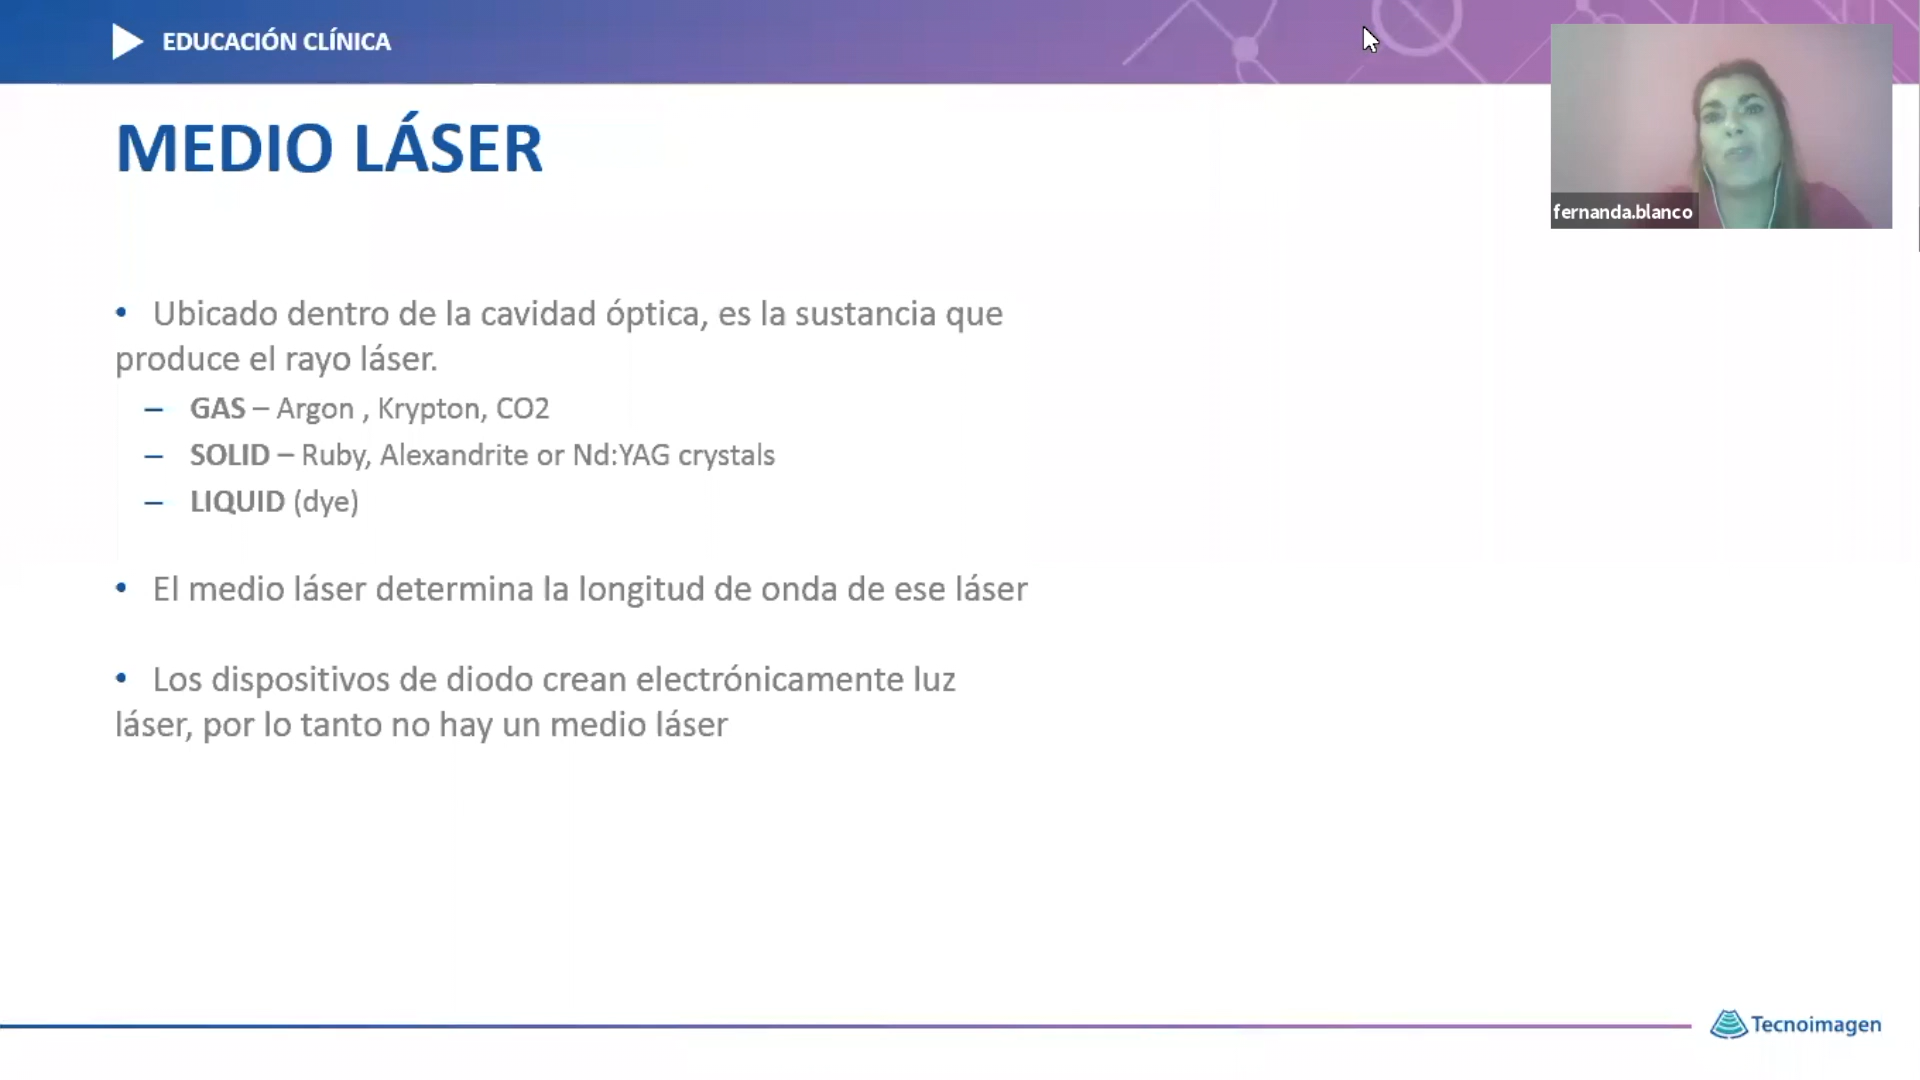 EDUCACIÓN CLÍNICA
MEDIO LÁSER
fernanda.blanco
• Ubicado dentro de la cavidad óptica, es la sustancia que
produce el rayo láser.
– GAS – Argon , Krypton, CO2
– SOLID – Ruby, Alexandrite or Nd:YAG crystals
– LIQUID (dye)
• El medio láser determina la longitud de onda de ese láser
• Los dispositivos de diodo crean electrónicamente luz
láser, por lo tanto no hay un medio láser
Tecnoimagen